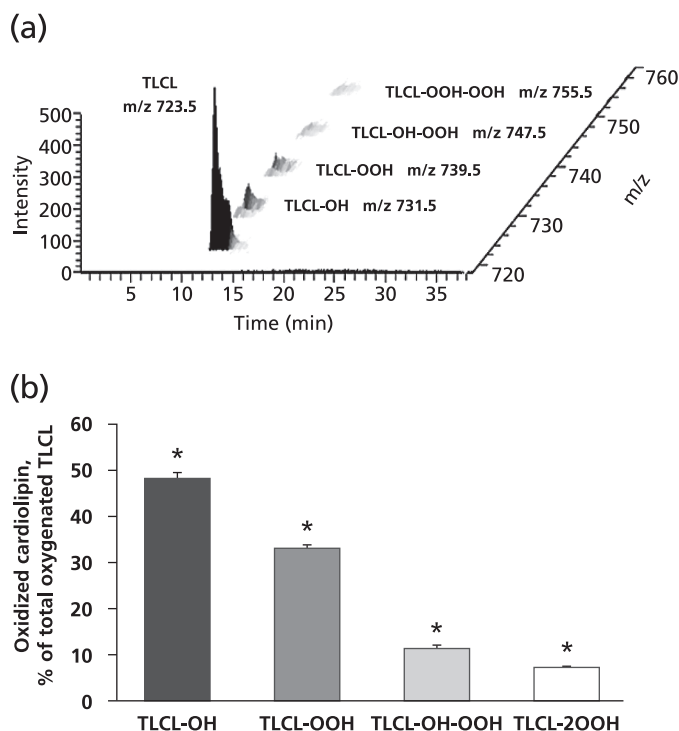 (a)
TLCL
m/z 723.5
TLCL-OOH-OOH m/z 755.5
TLCL-OH-OOH m/z 747.5
TLCL-OOH m/z 739.5
TLCL-OH m/z 731.5
Intensity
500
400
300
200
100
0
5 10 15 20 25 30 35
Time (min)
760
750
740
730
720
m/z
(b)
Oxidized cardiolipin,
% of total oxygenated TLCL
60
50
40
30
20
10
0
* * * *
TLCL-OH TLCL-OOH TLCL-OH-OOH TLCL-2OOH